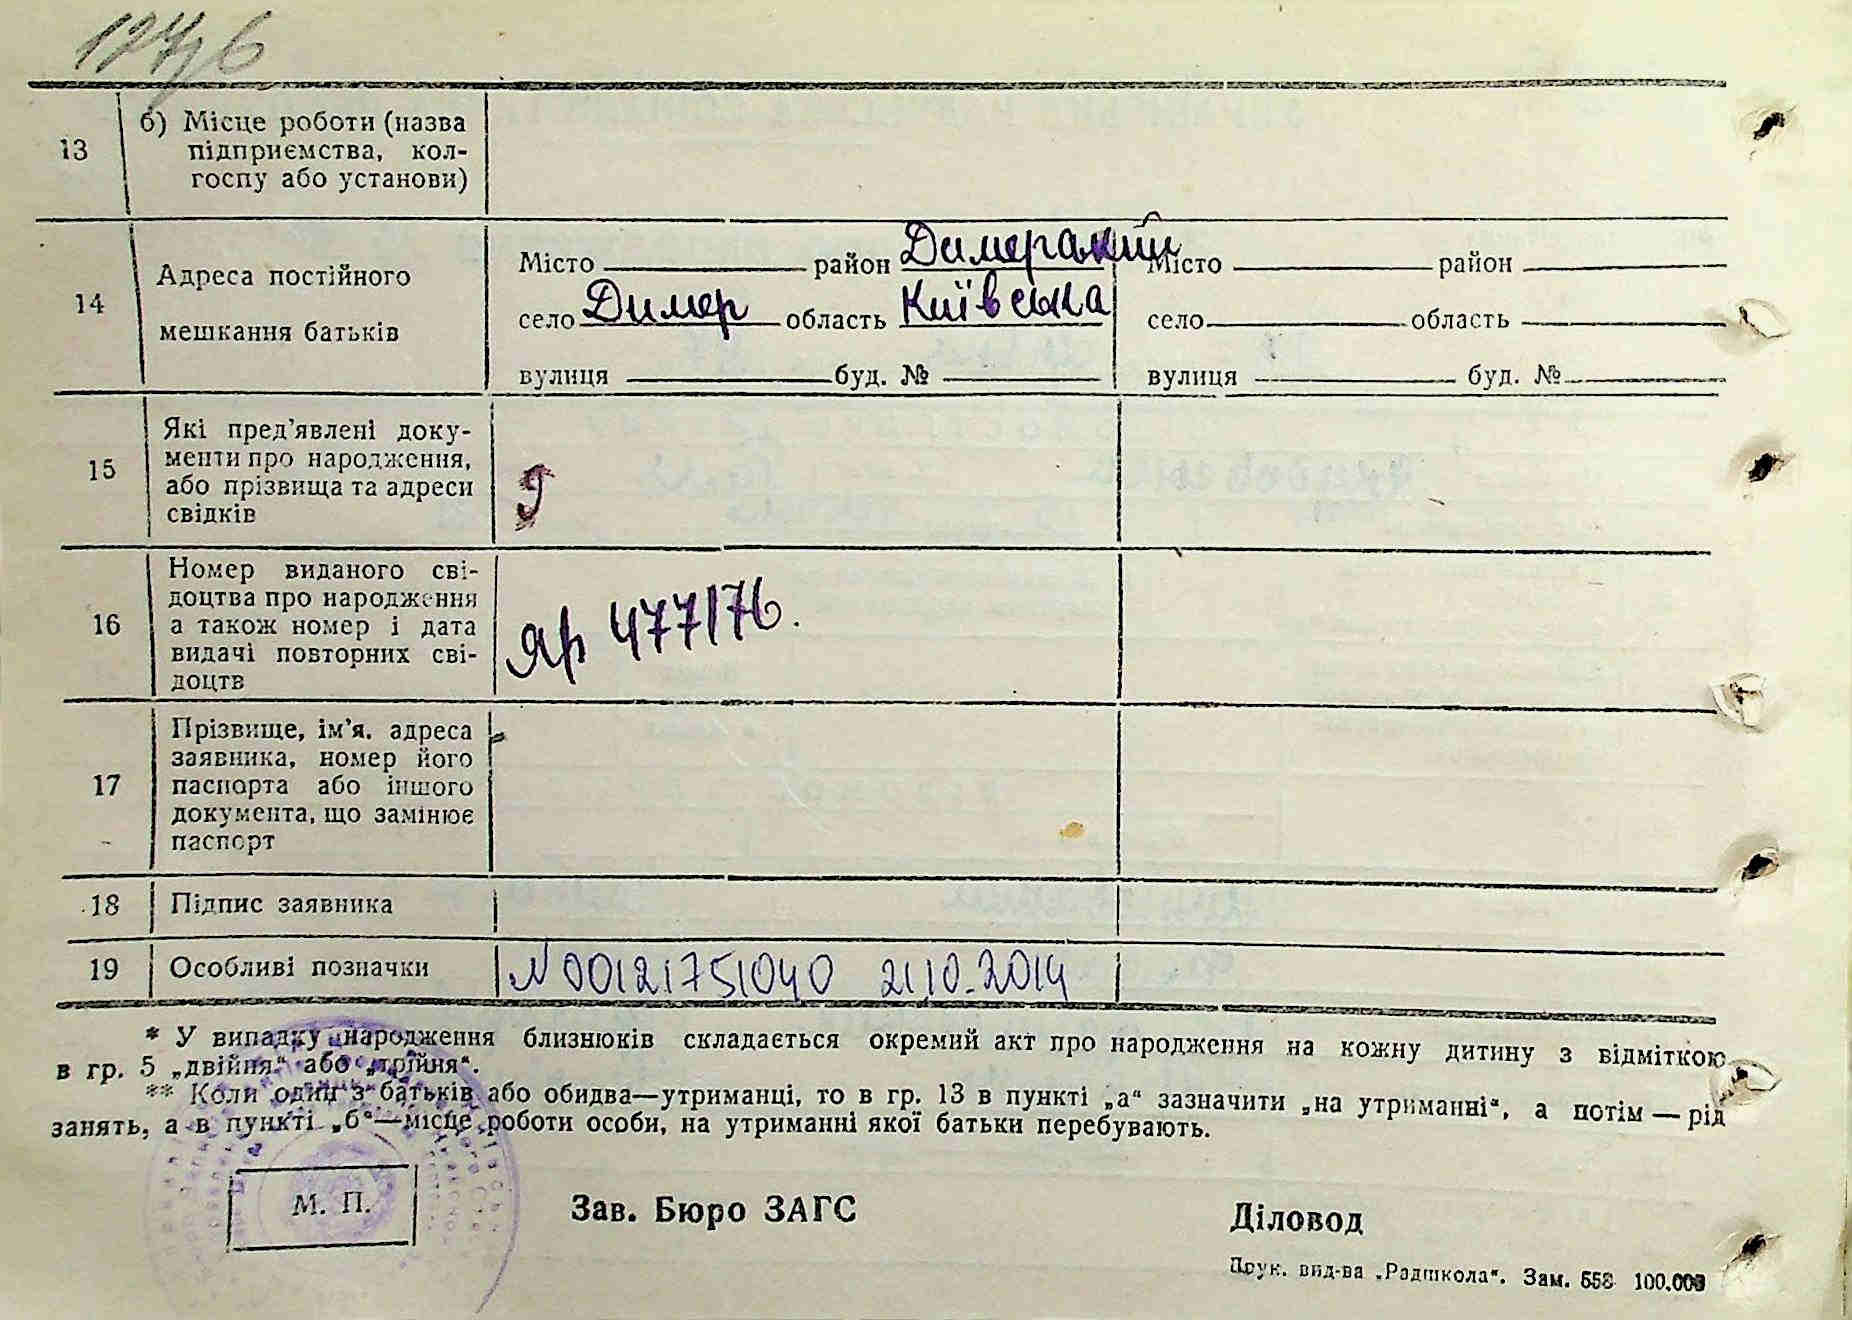 13 б) Місце роботи (назва
підприємства, кол-
госпу або установи)
14 Адреса постійного
мешкання батьків
Місто район Димеракий Місто район
село Димер область Київська село область
вулиця буд. № вулиця буд. №
15 Які пред'явлені доку-
менти про народження,
або прізвища та адреси
свідків
16 Номер виданого сві-
доцтва про народження
а також номер і дата
видачі повторних сві-
доцтв
Яр 477176.
17 Прізвище, ім'я. адреса
заявника, номер його
паспорта або іншого
документа, що замінює
паспорт
18 Підпис заявника
19 Особливі позначки N 00121751040 21.10.2014
* У випадку народження близнюків складається окремий акт про народження на кожну дитину з відміткою
в гр. 5 „двійня“ або „трійня“.
** Коли один з батьків або обидва—утриманці, то в гр. 13 в пункті „а“ зазначити „на утриманні“, а потім — рід
занять, а в пункті „б“—місце роботи особи, на утриманні якої батьки перебувають.
М. П. Зав. Бюро ЗАГС Діловод
Друк. вид-ва „Радшкола“. Зам. 558 100.000